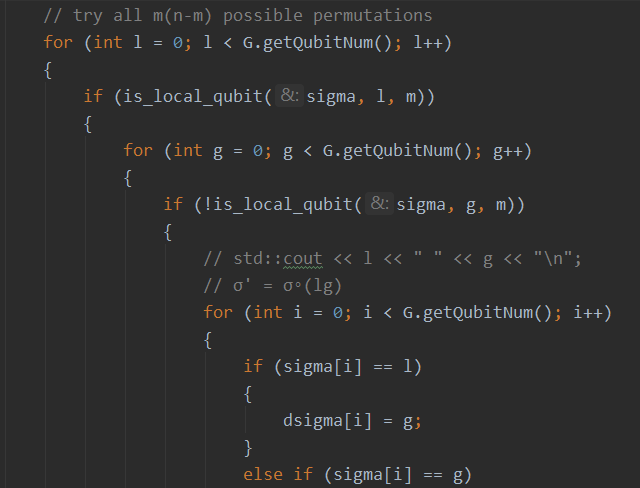 // try all m(n-m) possible permutations
for (int l = 0; l < G.getQubitNum(); l++)
{
if (is_local_qubit( &: sigma, l, m))
{
for (int g = 0; g < G.getQubitNum(); g++)
{
if (!is_local_qubit( &: sigma, g, m))
{
// std::cout << l << " " << g << "\n";
// σ' = σ∘(lg)
for (int i = 0; i < G.getQubitNum(); i++)
{
if (sigma[i] == l)
{
dsigma[i] = g;
}
else if (sigma[i] == g)